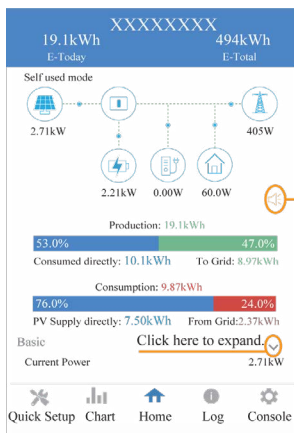 XXXXXXXX
19.1kWh 494kWh
E-Today E-Total
Self used mode
2.71kW 405W
2.21kW 0.00W 60.0W
Production: 19.1kWh
53.0% 47.0%
Consumed directly: 10.1kWh To Grid: 8.97kWh
Consumption: 9.87kWh
76.0% 24.0%
PV Supply directly: 7.50kWh From Grid:2.37kWh
Basic Click here to expand.
Current Power 2.71kW
Quick Setup Chart Home Log Console